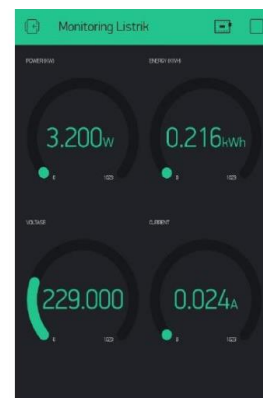 Monitoring Listrik
POWER (KW)
ENERGY (KWH)
3.200W
0.216kWh
0
1023
0
1023
VOLTAGE
CURRENT
229.000
0.024A
0
1023
0
1023